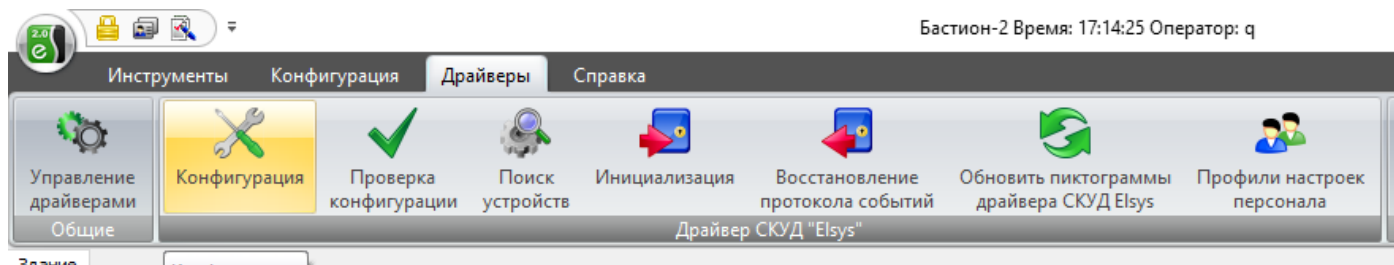 2.0
Бастион-2 Время: 17:14:25 Оператор: q
Инструменты Конфигурация Драйверы Справка
Управление драйверами
Конфигурация
Проверка конфигурации
Поиск устройств
Инициализация
Восстановление протокола событий
Обновить пиктограммы драйвера СКУД Elsys
Профили настроек персонала
Общие
Драйвер СКУД "Elsys"
Здание